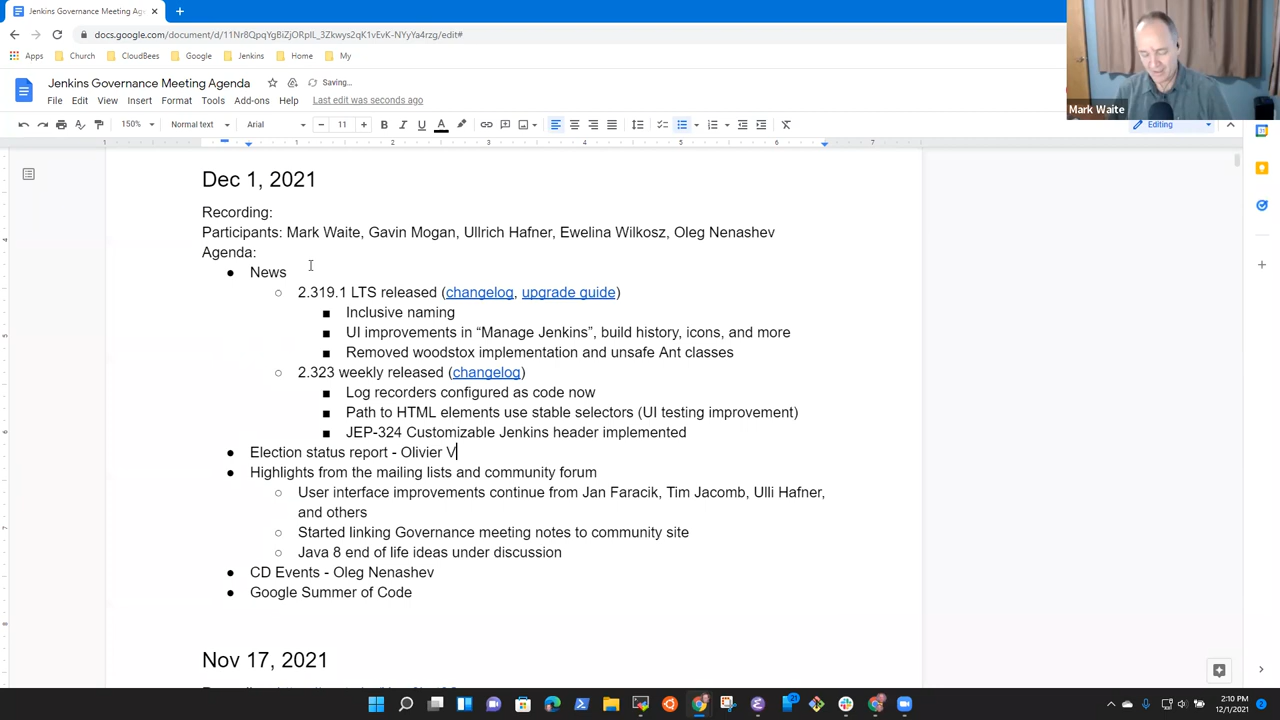 Jenkins Governance Meeting Ag
docs.google.com/document/d/11Nr8QpqYgBiZjORpIL_3Zkwys2qK1vEvK-NYyYa4rzg/edit#
Apps Church CloudBees Google Jenkins Home My
Jenkins Governance Meeting Agenda Saving...
File Edit View Insert Format Tools Add-ons Help Last edit was seconds ago
Mark Waite
150% Normal text Arial 11 Editing
1 1 2 3 4 5 6 7
Dec 1, 2021
Recording:
Participants: Mark Waite, Gavin Mogan, Ullrich Hafner, Ewelina Wilkosz, Oleg Nenashev
Agenda:
● News
○ 2.319.1 LTS released (changelog, upgrade guide)
■ Inclusive naming
■ UI improvements in “Manage Jenkins”, build history, icons, and more
■ Removed woodstox implementation and unsafe Ant classes
○ 2.323 weekly released (changelog)
■ Log recorders configured as code now
■ Path to HTML elements use stable selectors (UI testing improvement)
■ JEP-324 Customizable Jenkins header implemented
● Election status report - Olivier V
● Highlights from the mailing lists and community forum
○ User interface improvements continue from Jan Faracik, Tim Jacomb, Ulli Hafner,
and others
○ Started linking Governance meeting notes to community site
○ Java 8 end of life ideas under discussion
● CD Events - Oleg Nenashev
● Google Summer of Code
Nov 17, 2021
2:10 PM
12/1/2021